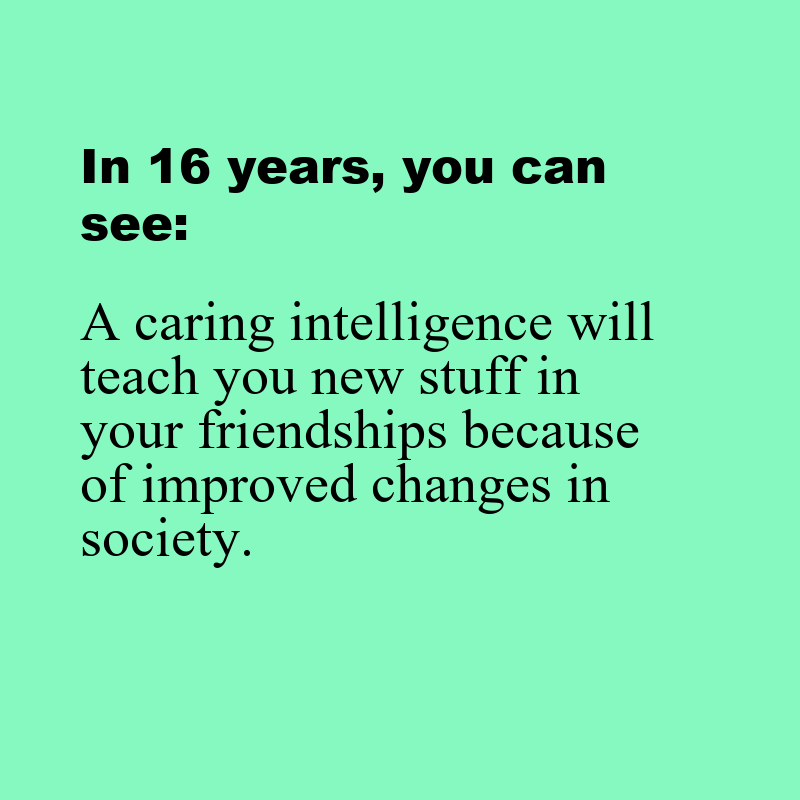 In 16 years, you can
see:
A caring intelligence will
teach you new stuff in
your friendships because
of improved changes in
society.